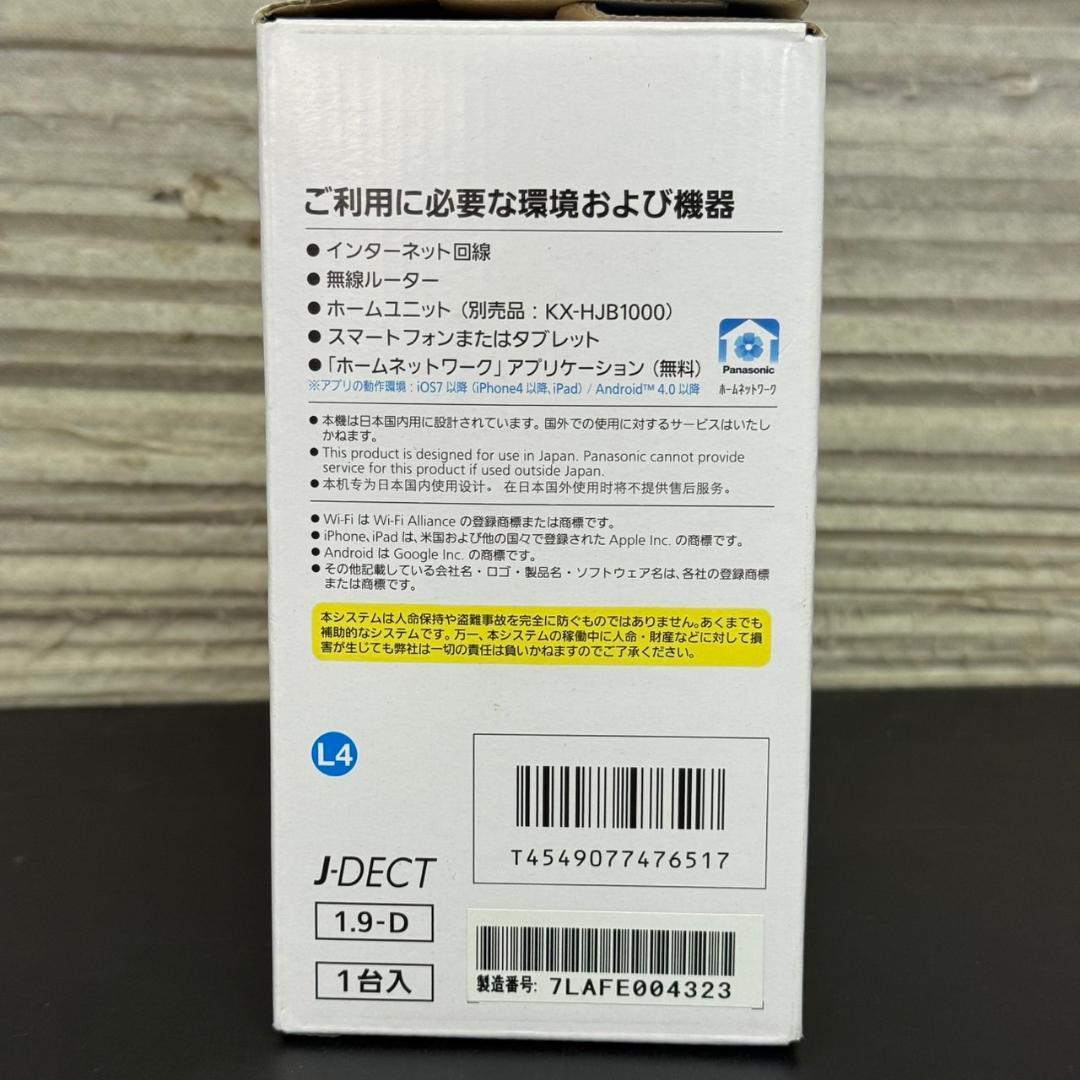 ご利用に必要な環境および機器
● インターネット回線
● 無線ルーター
● ホームユニット（別売品：KX-HJB1000）
● スマートフォンまたはタブレット
● 「ホームネットワーク」アプリケーション（無料）
※アプリの動作環境：iOS7以降（iPhone4以降、iPad）/ Android™ 4.0以降
Panasonic
ホームネットワーク
● 本機は日本国内用に設計されています。国外での使用に対するサービスはいたし
かねます。
● This product is designed for use in Japan. Panasonic cannot provide
service for this product if used outside Japan.
● 本机专为日本国内使用设计。 在日本国外使用时将不提供售后服务。
● Wi-Fi は Wi-Fi Alliance の登録商標または商標です。
● iPhone、iPad は、米国および他の国々で登録された Apple Inc. の商標です。
● Android は Google Inc. の商標です。
● その他記載している会社名・ロゴ・製品名・ソフトウェア名は、各社の登録商標
または商標です。
本システムは人命保持や盗難事故を完全に防ぐものではありません。あくまでも
補助的なシステムです。万一、本システムの稼働中に人命・財産などに対して損
害が生じても弊社は一切の責任は負いかねますのでご了承ください。
L4
T4549077476517
J-DECT
1.9-D
1台入
製造番号: 7LAFE004323